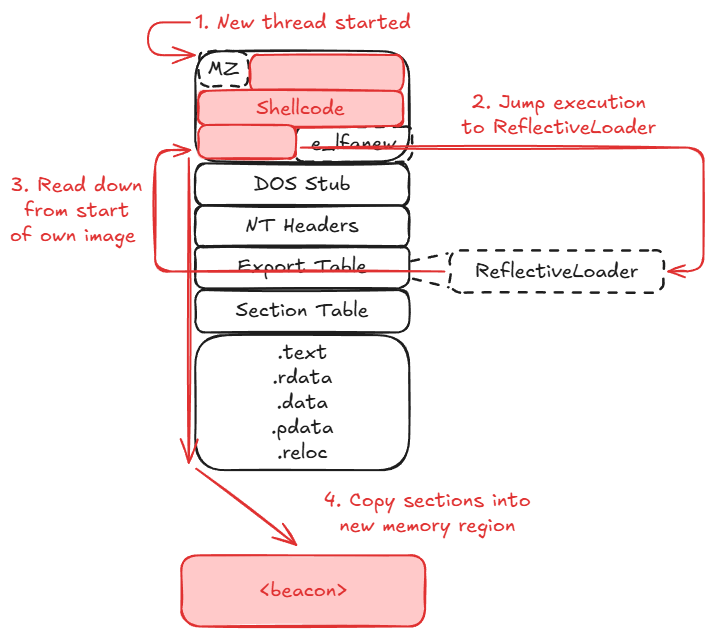 1. New thread started
MZ
Shellcode
2. Jump execution
to ReflectiveLoader
e_lfanew
3. Read down
from start
of own image
DOS Stub
NT Headers
Export Table
ReflectiveLoader
Section Table
.text
.rdata
.data
.pdata
.reloc
4. Copy sections into
new memory region
<beacon>